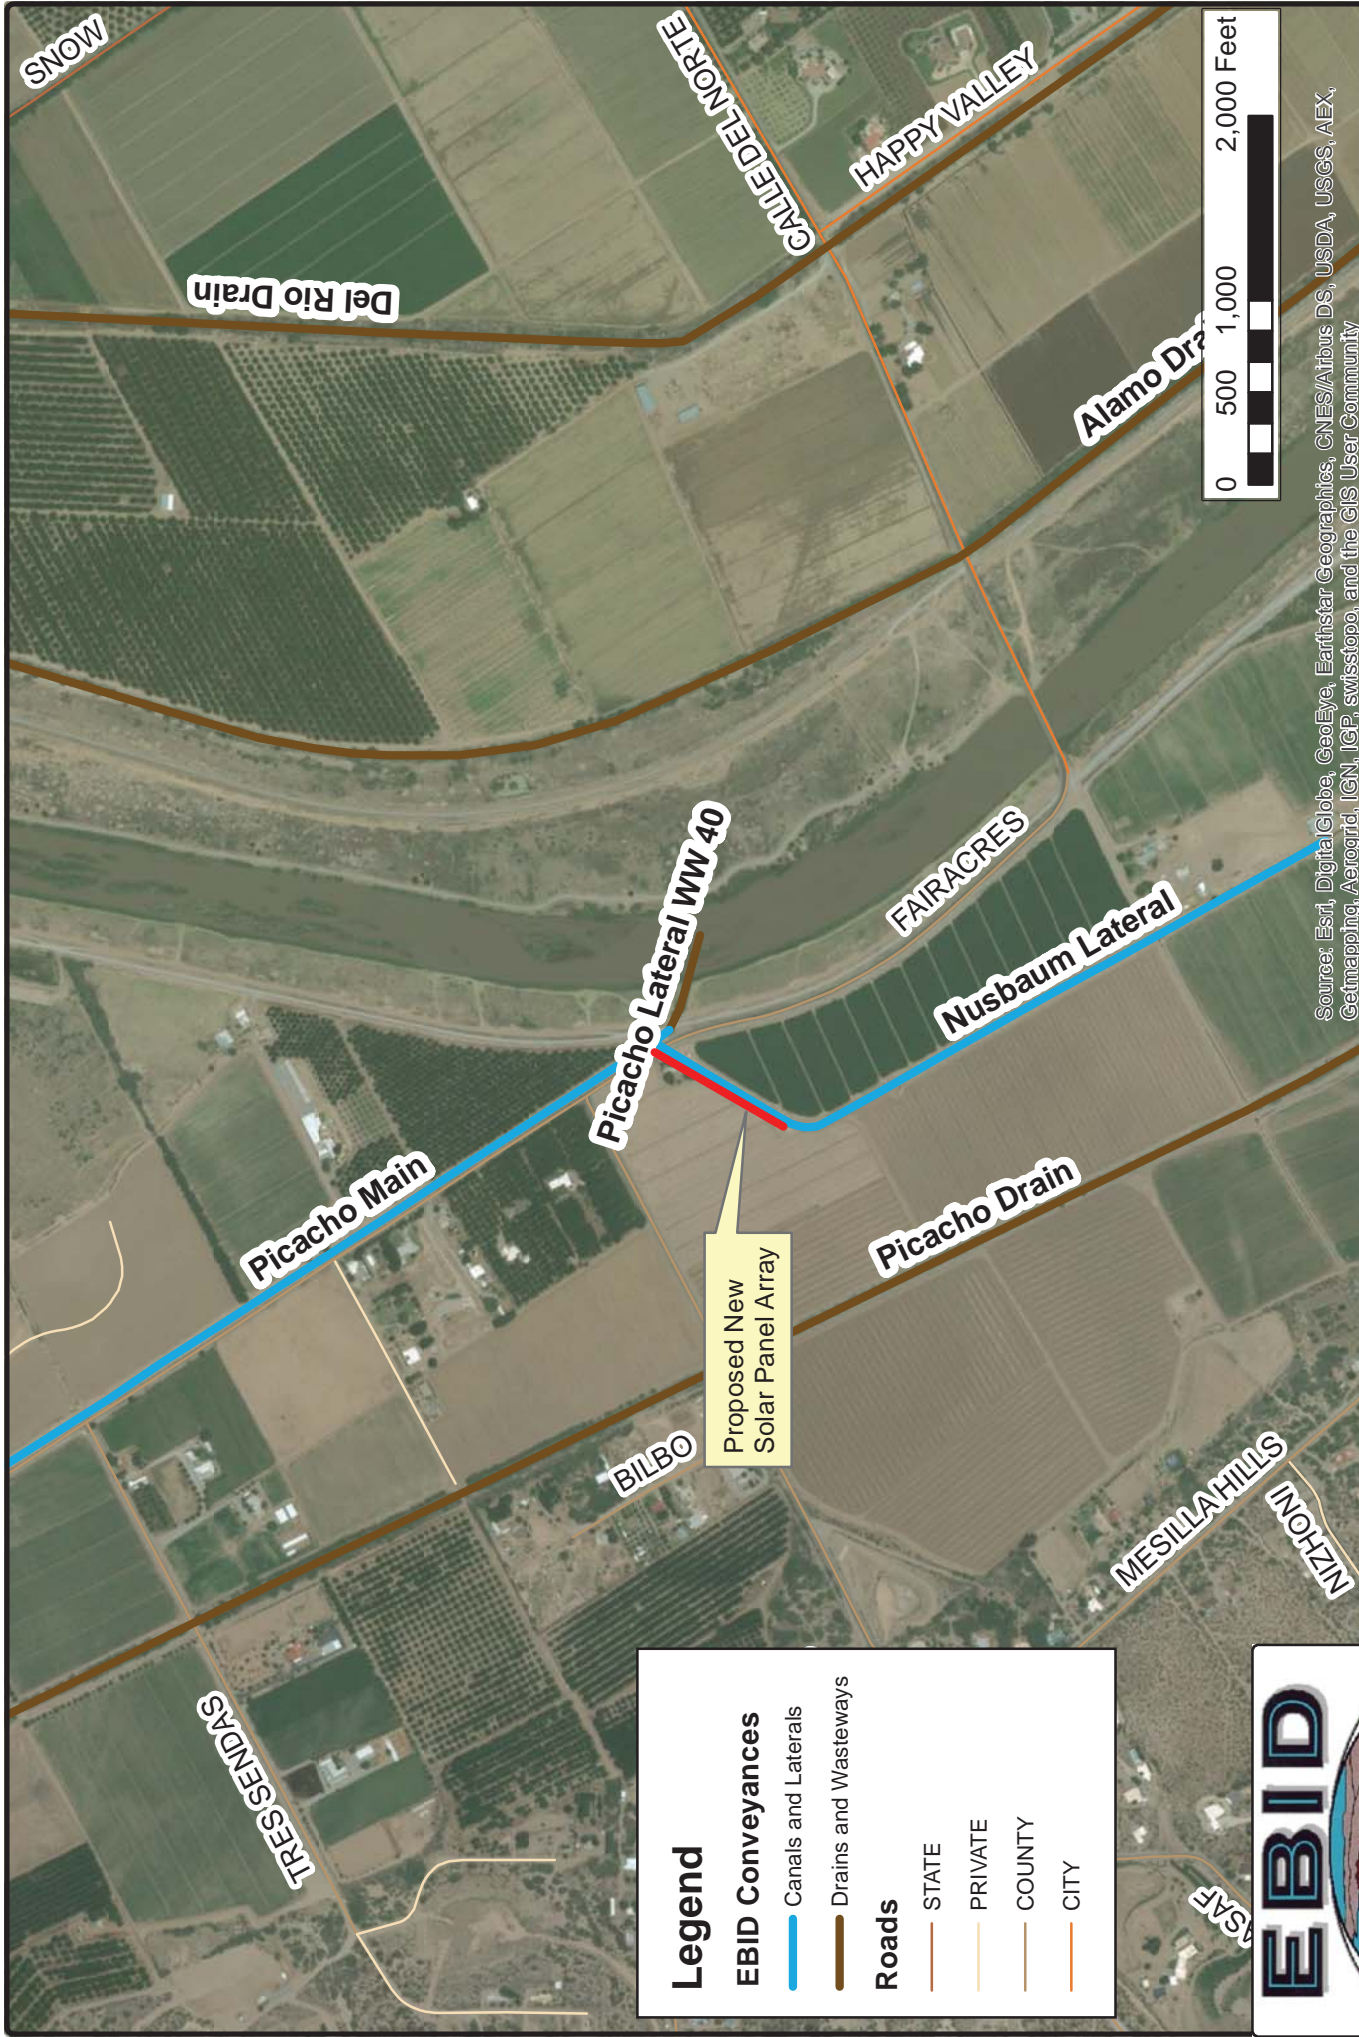 SNOW
Del Rio Drain
CALLE DEL NORTE
HAPPY VALLEY
Alamo Dra
0 500 1,000 2,000 Feet
Picacho Lateral WW 40
FAIRACRES
Nusbaum Lateral
Picacho Main
Picacho Drain
Proposed New
Solar Panel Array
BILBO
MESILLA HILLS
NIZHONI
TRES SENDAS
ASAF
Legend
EBID Conveyances
Canals and Laterals
Drains and Wasteways
Roads
STATE
PRIVATE
COUNTY
CITY
EBID
Source: Esri, DigitalGlobe, GeoEye, Earthstar Geographics, CNES/Airbus DS, USDA, USGS, AEX,
Getmapping, Aerogrid, IGN, IGP, swisstopo, and the GIS User Community